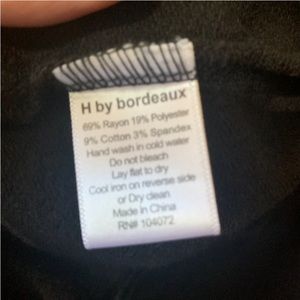 H by bordeaux
69% Rayon 19% Polyester
9% Cotton 3% Spandex
Hand wash in cold water
Do not bleach
Lay flat to dry
Cool iron on reverse side
or Dry clean
Made in China
RN# 104072